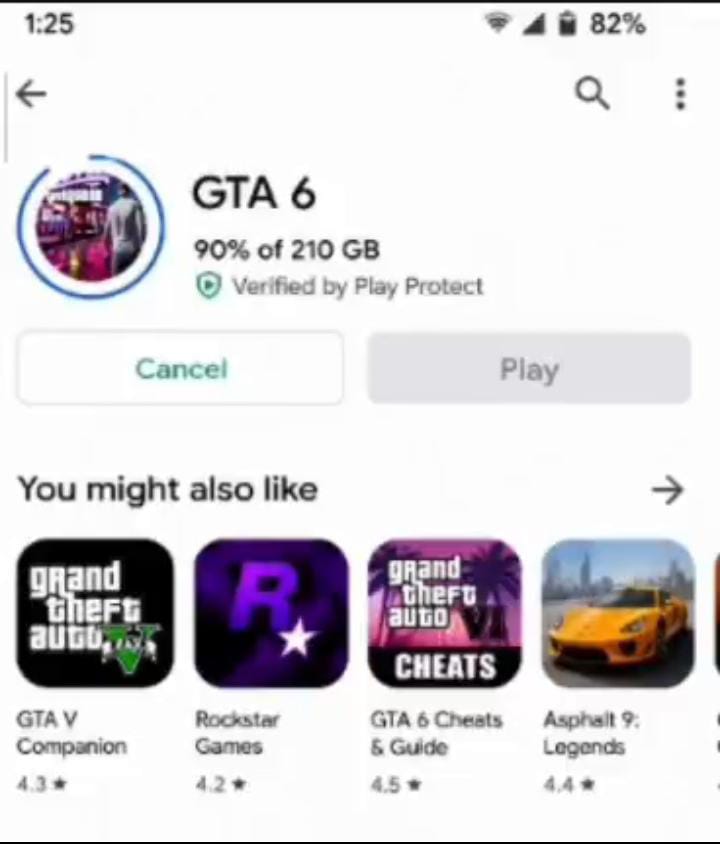 1:25
82%
GTA 6
90% of 210 GB
Verified by Play Protect
Cancel
Play
You might also like
grand
theft
auto
V
R
grand
theft
auto
VI
CHEATS
GTA V
Companion
4.3 ★
Rockstar
Games
4.2 ★
GTA 6 Cheats
& Guide
4.5 ★
Asphalt 9:
Legends
4.4 ★